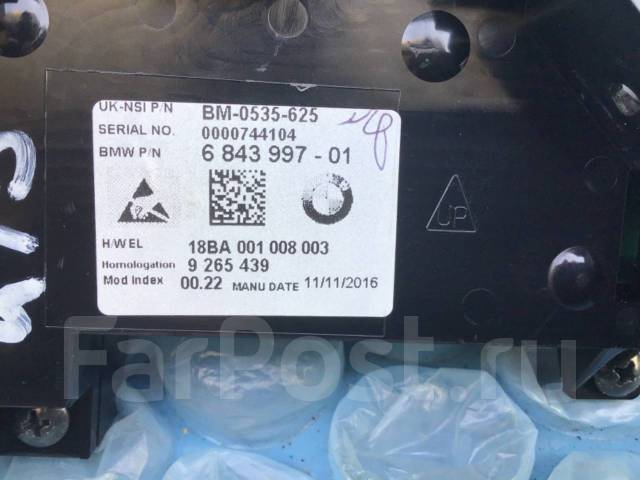 UK-NSI P/N BM-0535-625
SERIAL NO. 0000744104
BMW P/N 6 843 997 - 01
UP
H/W EL 18BA 001 008 003
Homologation 9 265 439
Mod Index 00.22 MANU DATE 11/11/2016
FarPost.ru